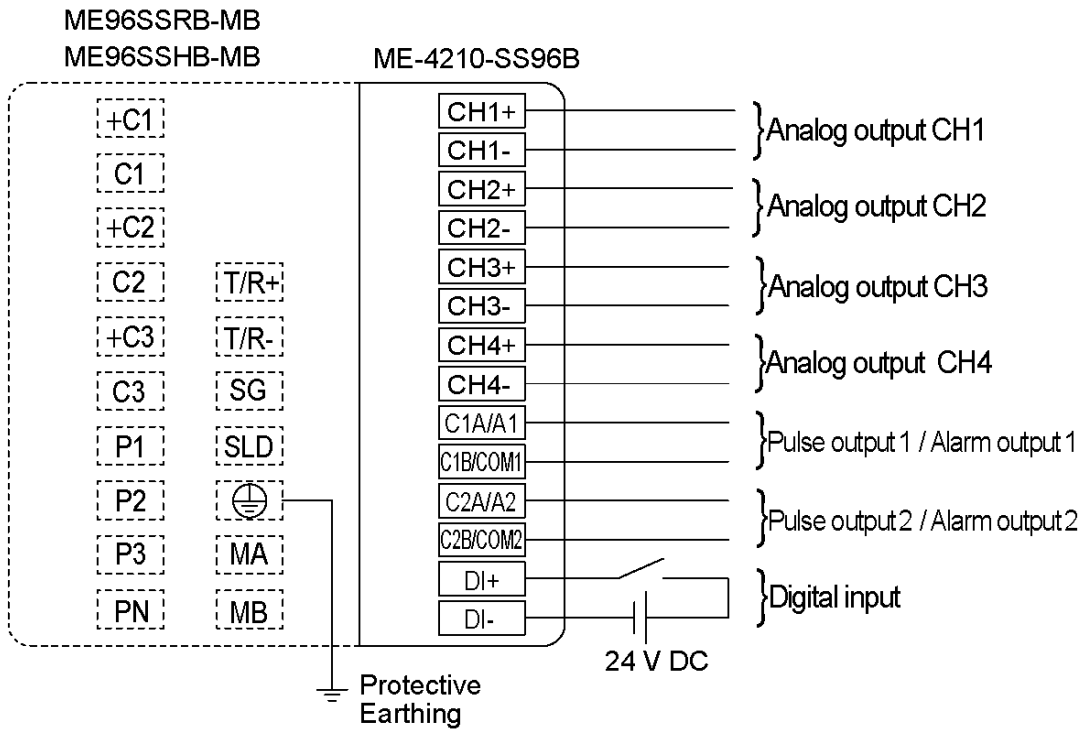 ME96SSRB-MB
ME96SSHB-MB
ME-4210-SS96B
+C1
C1
+C2
C2
+C3
C3
P1
P2
P3
PN
T/R+
T/R-
SG
SLD
MA
MB
CH1+
CH1-
CH2+
CH2-
CH3+
CH3-
CH4+
CH4-
C1A/A1
C1B/COM1
C2A/A2
C2B/COM2
DI+
DI-
Analog output CH1
Analog output CH2
Analog output CH3
Analog output CH4
Pulse output 1 / Alarm output 1
Pulse output 2 / Alarm output 2
Digital input
24 V DC
Protective
Earthing